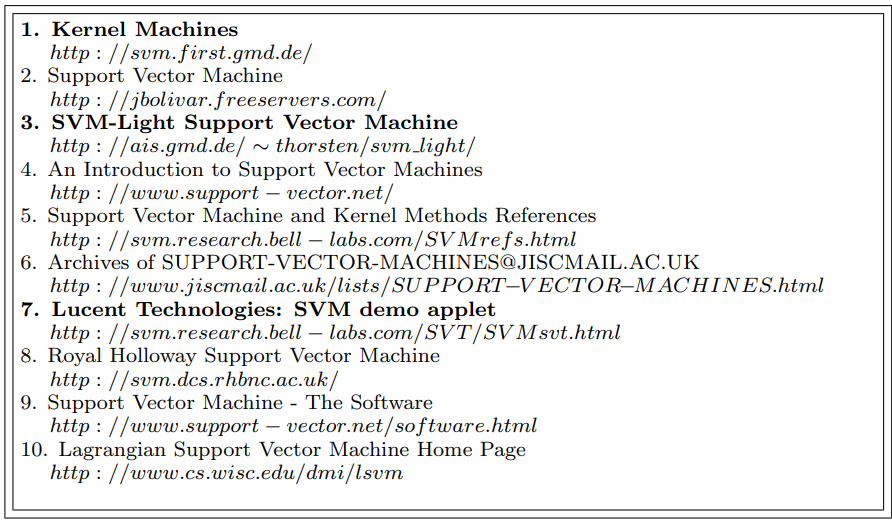 1. Kernel Machines
http : //svm.first.gmd.de/
2. Support Vector Machine
http : //jbolivar.freeservers.com/
3. SVM-Light Support Vector Machine
http : //ais.gmd.de/ ∼ thorsten/svm_light/
4. An Introduction to Support Vector Machines
http : //www.support − vector.net/
5. Support Vector Machine and Kernel Methods References
http : //svm.research.bell − labs.com/SVMrefs.html
6. Archives of SUPPORT-VECTOR-MACHINES@JISCMAIL.AC.UK
http : //www.jiscmail.ac.uk/lists/SUPPORT−VECTOR−MACHINES.html
7. Lucent Technologies: SVM demo applet
http : //svm.research.bell − labs.com/SVT/SVMsvt.html
8. Royal Holloway Support Vector Machine
http : //svm.dcs.rhbnc.ac.uk/
9. Support Vector Machine - The Software
http : //www.support − vector.net/software.html
10. Lagrangian Support Vector Machine Home Page
http : //www.cs.wisc.edu/dmi/lsvm